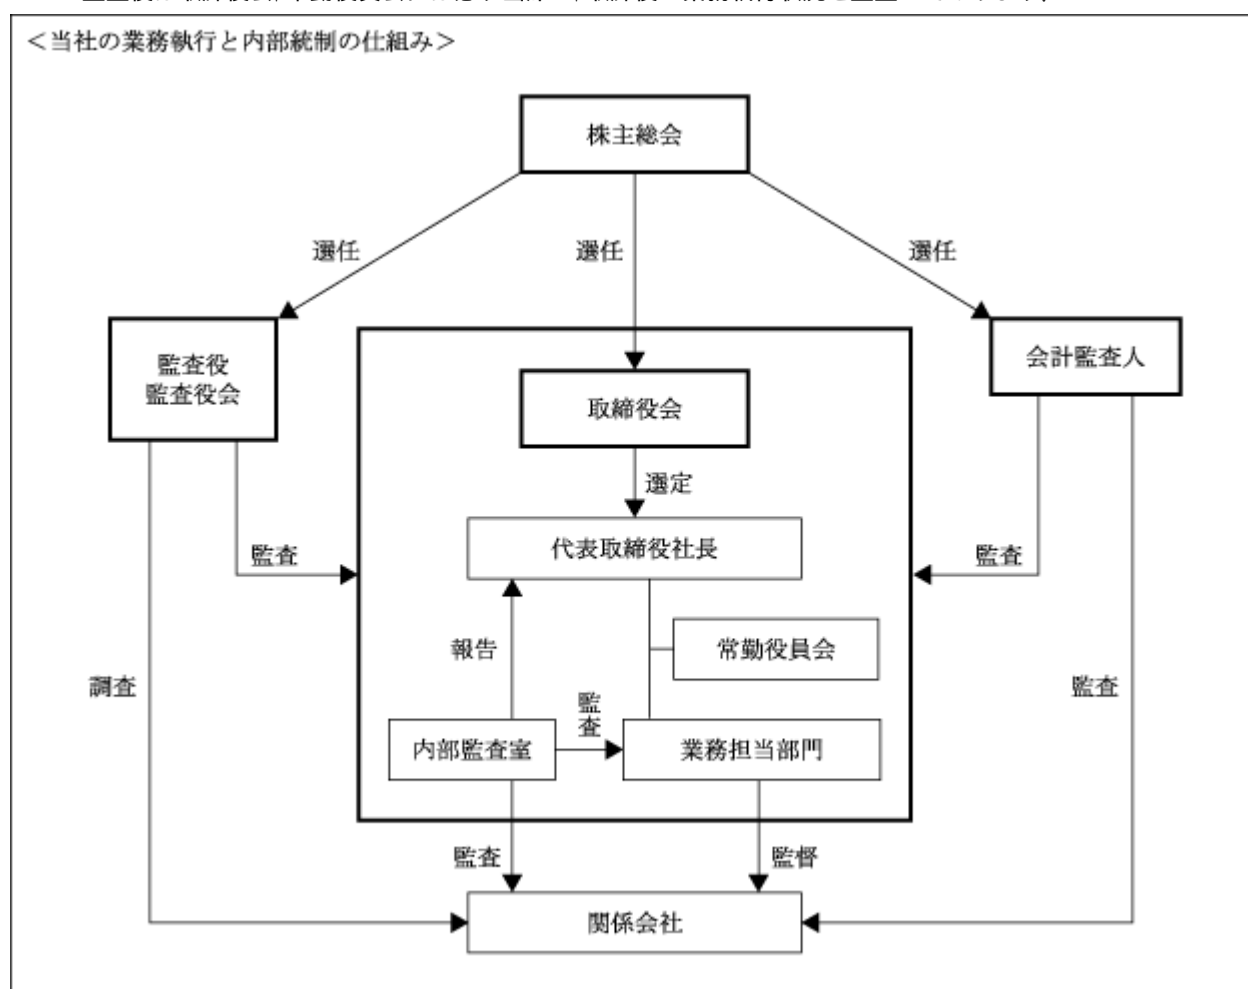 ＜当社の業務執行と内部統制の仕組み＞
株主総会
選任
選任
選任
監査役
監査役会
取締役会
会計監査人
選定
代表取締役社長
監査
監査
報告
常勤役員会
調査
監査
監査
内部監査室
業務担当部門
監査
監督
関係会社